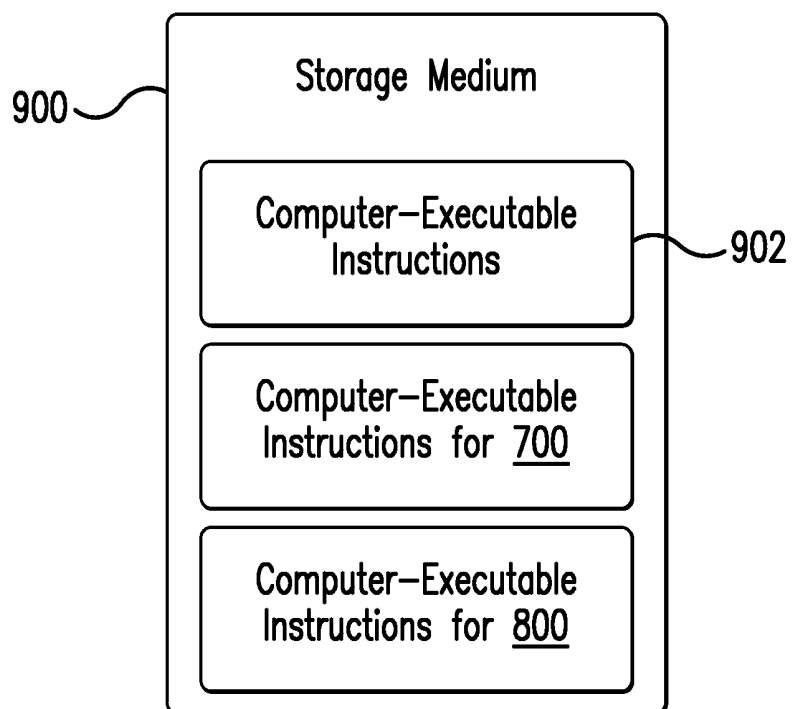 Storage Medium
900
Computer-Executable
Instructions
902
Computer-Executable
Instructions for 700
Computer-Executable
Instructions for 800